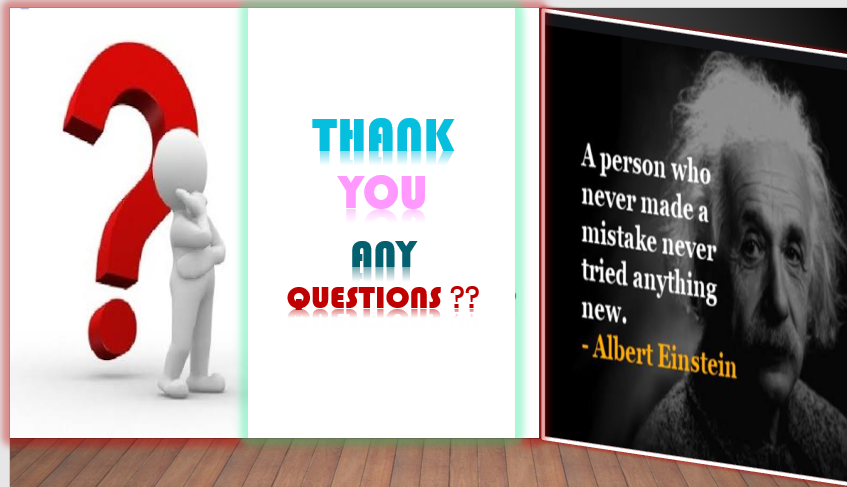 THANK
YOU
ANY
QUESTIONS ??
A person who
never made a
mistake never
tried anything
new.
- Albert Einstein